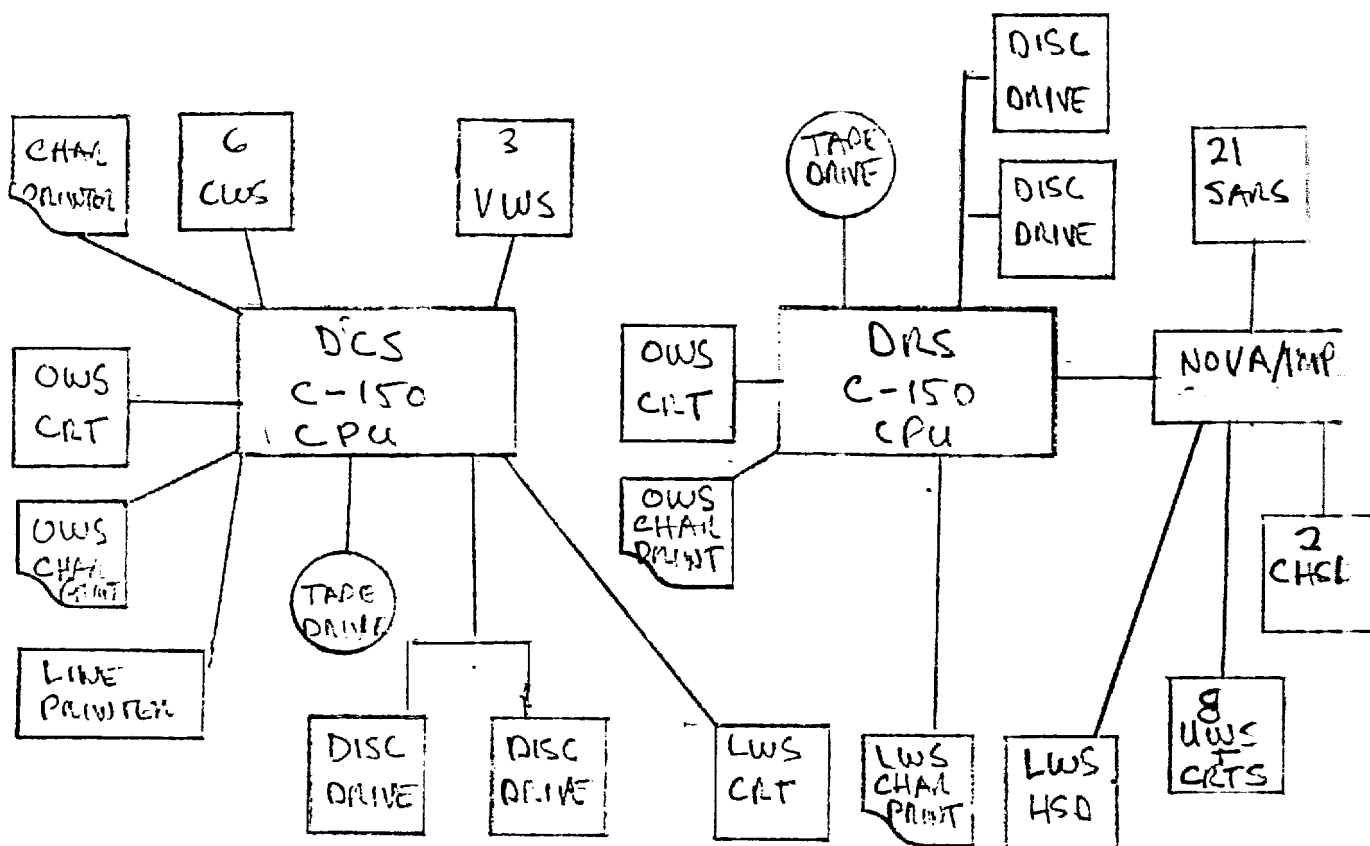 DISC
DRIVE
CHAR
PRINTER
6
CWS
3
VWS
TAPE
DRIVE
DISC
DRIVE
21
SARS
DCS
C-150
CPU
OWS
CRT
OWS
CRT
DRS
C-150
CPU
NOVA/IMP
OWS
CHAR
PRINT
OWS
CHAR
PRINT
2
TAPE
DRIVE
LINE
PRINTER
8
UWS
CRTS
DISC
DRIVE
DISC
DRIVE
LWS
CRT
LWS
CHAR
PRINT
LWS
HSD